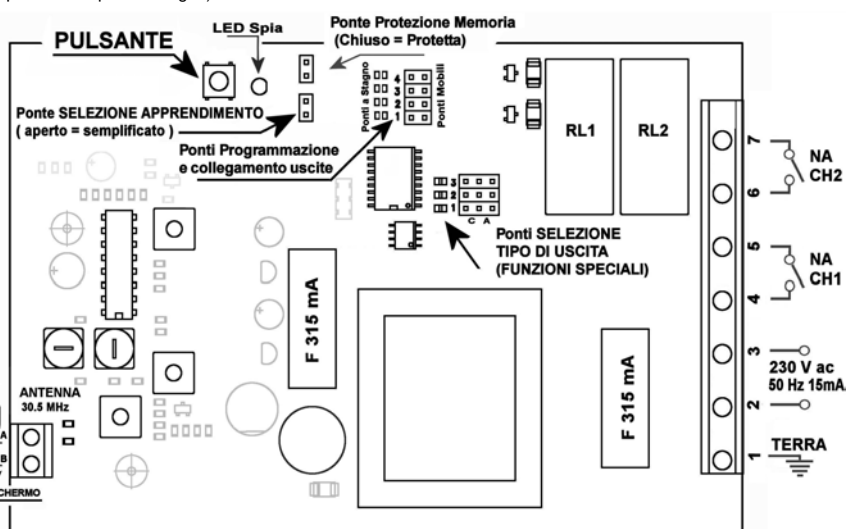 LED Spia
Ponte Protezione Memoria
(Chiuso = Protetta)
PULSANTE
Ponte SELEZIONE APPRENDIMENTO
( aperto = semplificato )
Ponti a Stagno
4
3
2
1
Ponti Mobili
Ponti Programmazione
e collegamento uscite
RL1
RL2
3
2
1
C A
Ponti SELEZIONE
TIPO DI USCITA
(FUNZIONI SPECIALI)
7
NA
CH2
6
5
NA
CH1
4
F 315 mA
F 315 mA
3
230 V ac
50 Hz 15mA
2
TERRA
1
ANTENNA
30.5 MHz
A
B
SCHERMO